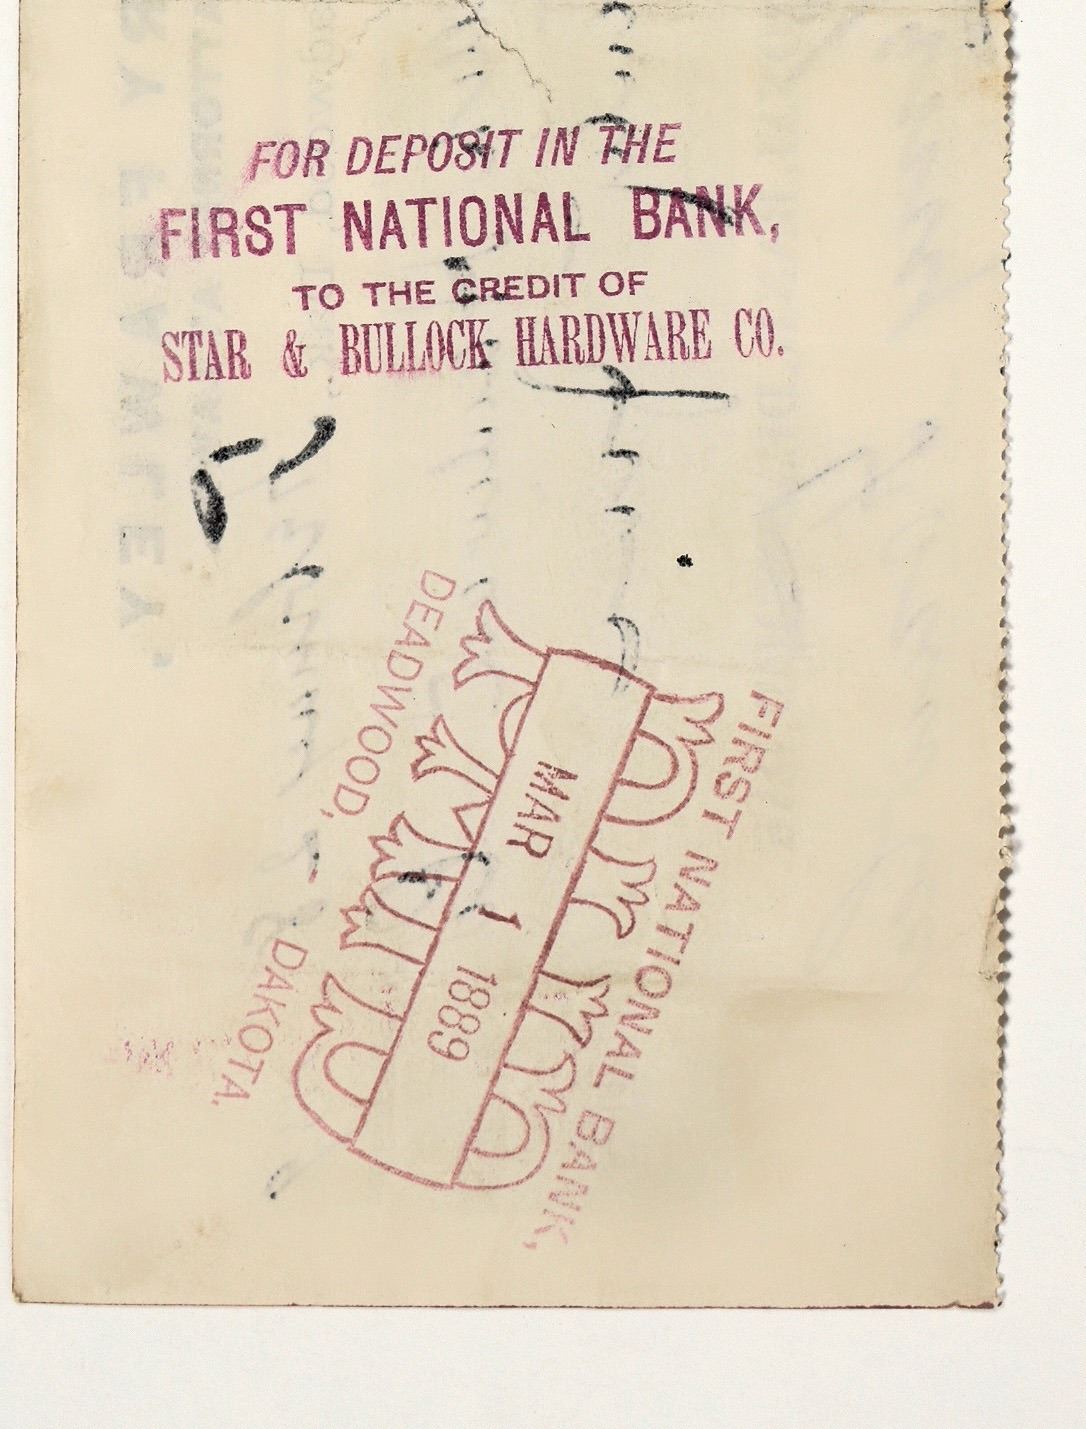 FOR DEPOSIT IN THE
FIRST NATIONAL BANK,
TO THE CREDIT OF
STAR & BULLOCK HARDWARE CO.
FIRST NATIONAL BANK,
MAR 1 1889
DEADWOOD, DAKOTA.